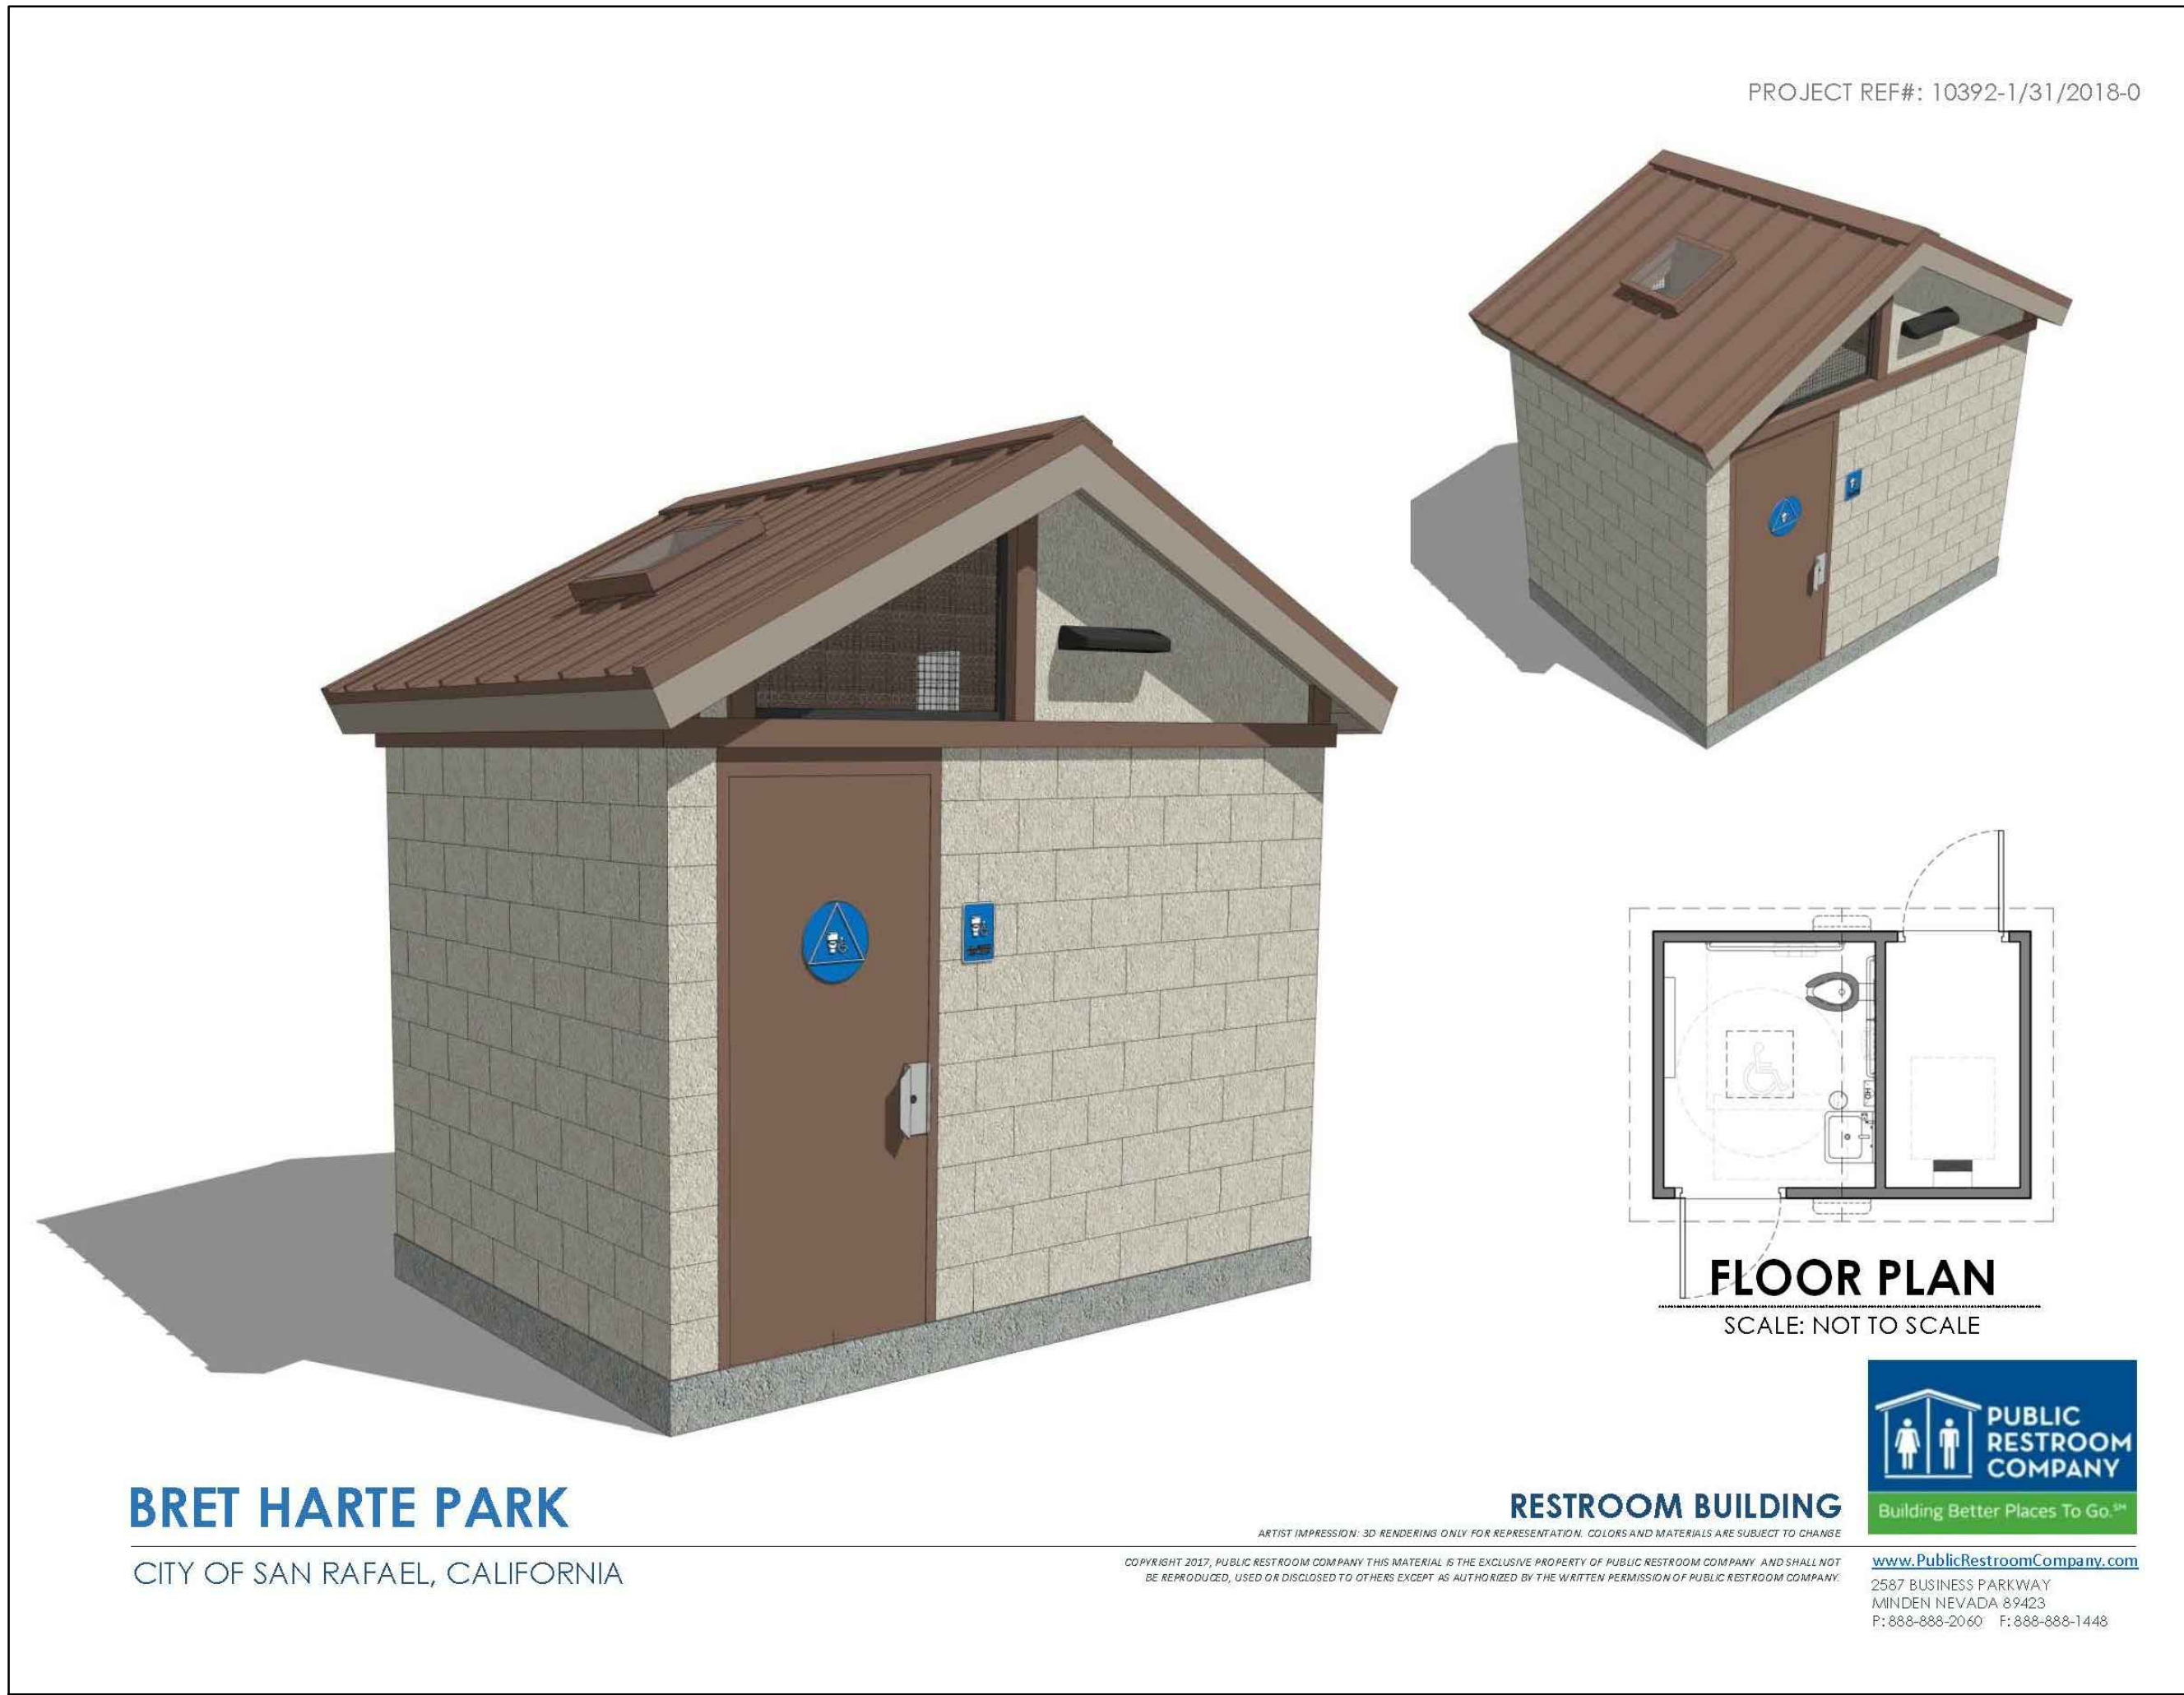 PROJECT REF#: 10392-1/31/2018-0
FLOOR PLAN
SCALE: NOT TO SCALE
BRET HARTE PARK
CITY OF SAN RAFAEL, CALIFORNIA
RESTROOM BUILDING
ARTIST IMPRESSION: 3D RENDERING ONLY FOR REPRESENTATION. COLORS AND MATERIALS ARE SUBJECT TO CHANGE
COPYRIGHT 2017, PUBLIC RESTROOM COMPANY THIS MATERIAL IS THE EXCLUSIVE PROPERTY OF PUBLIC RESTROOM COMPANY AND SHALL NOT
BE REPRODUCED, USED OR DISCLOSED TO OTHERS EXCEPT AS AUTHORIZED BY THE WRITTEN PERMISSION OF PUBLIC RESTROOM COMPANY.
PUBLIC
RESTROOM
COMPANY
Building Better Places To Go.℠
www.PublicRestroomCompany.com
2587 BUSINESS PARKWAY
MINDEN NEVADA 89423
P: 888-888-2060 F: 888-888-1448